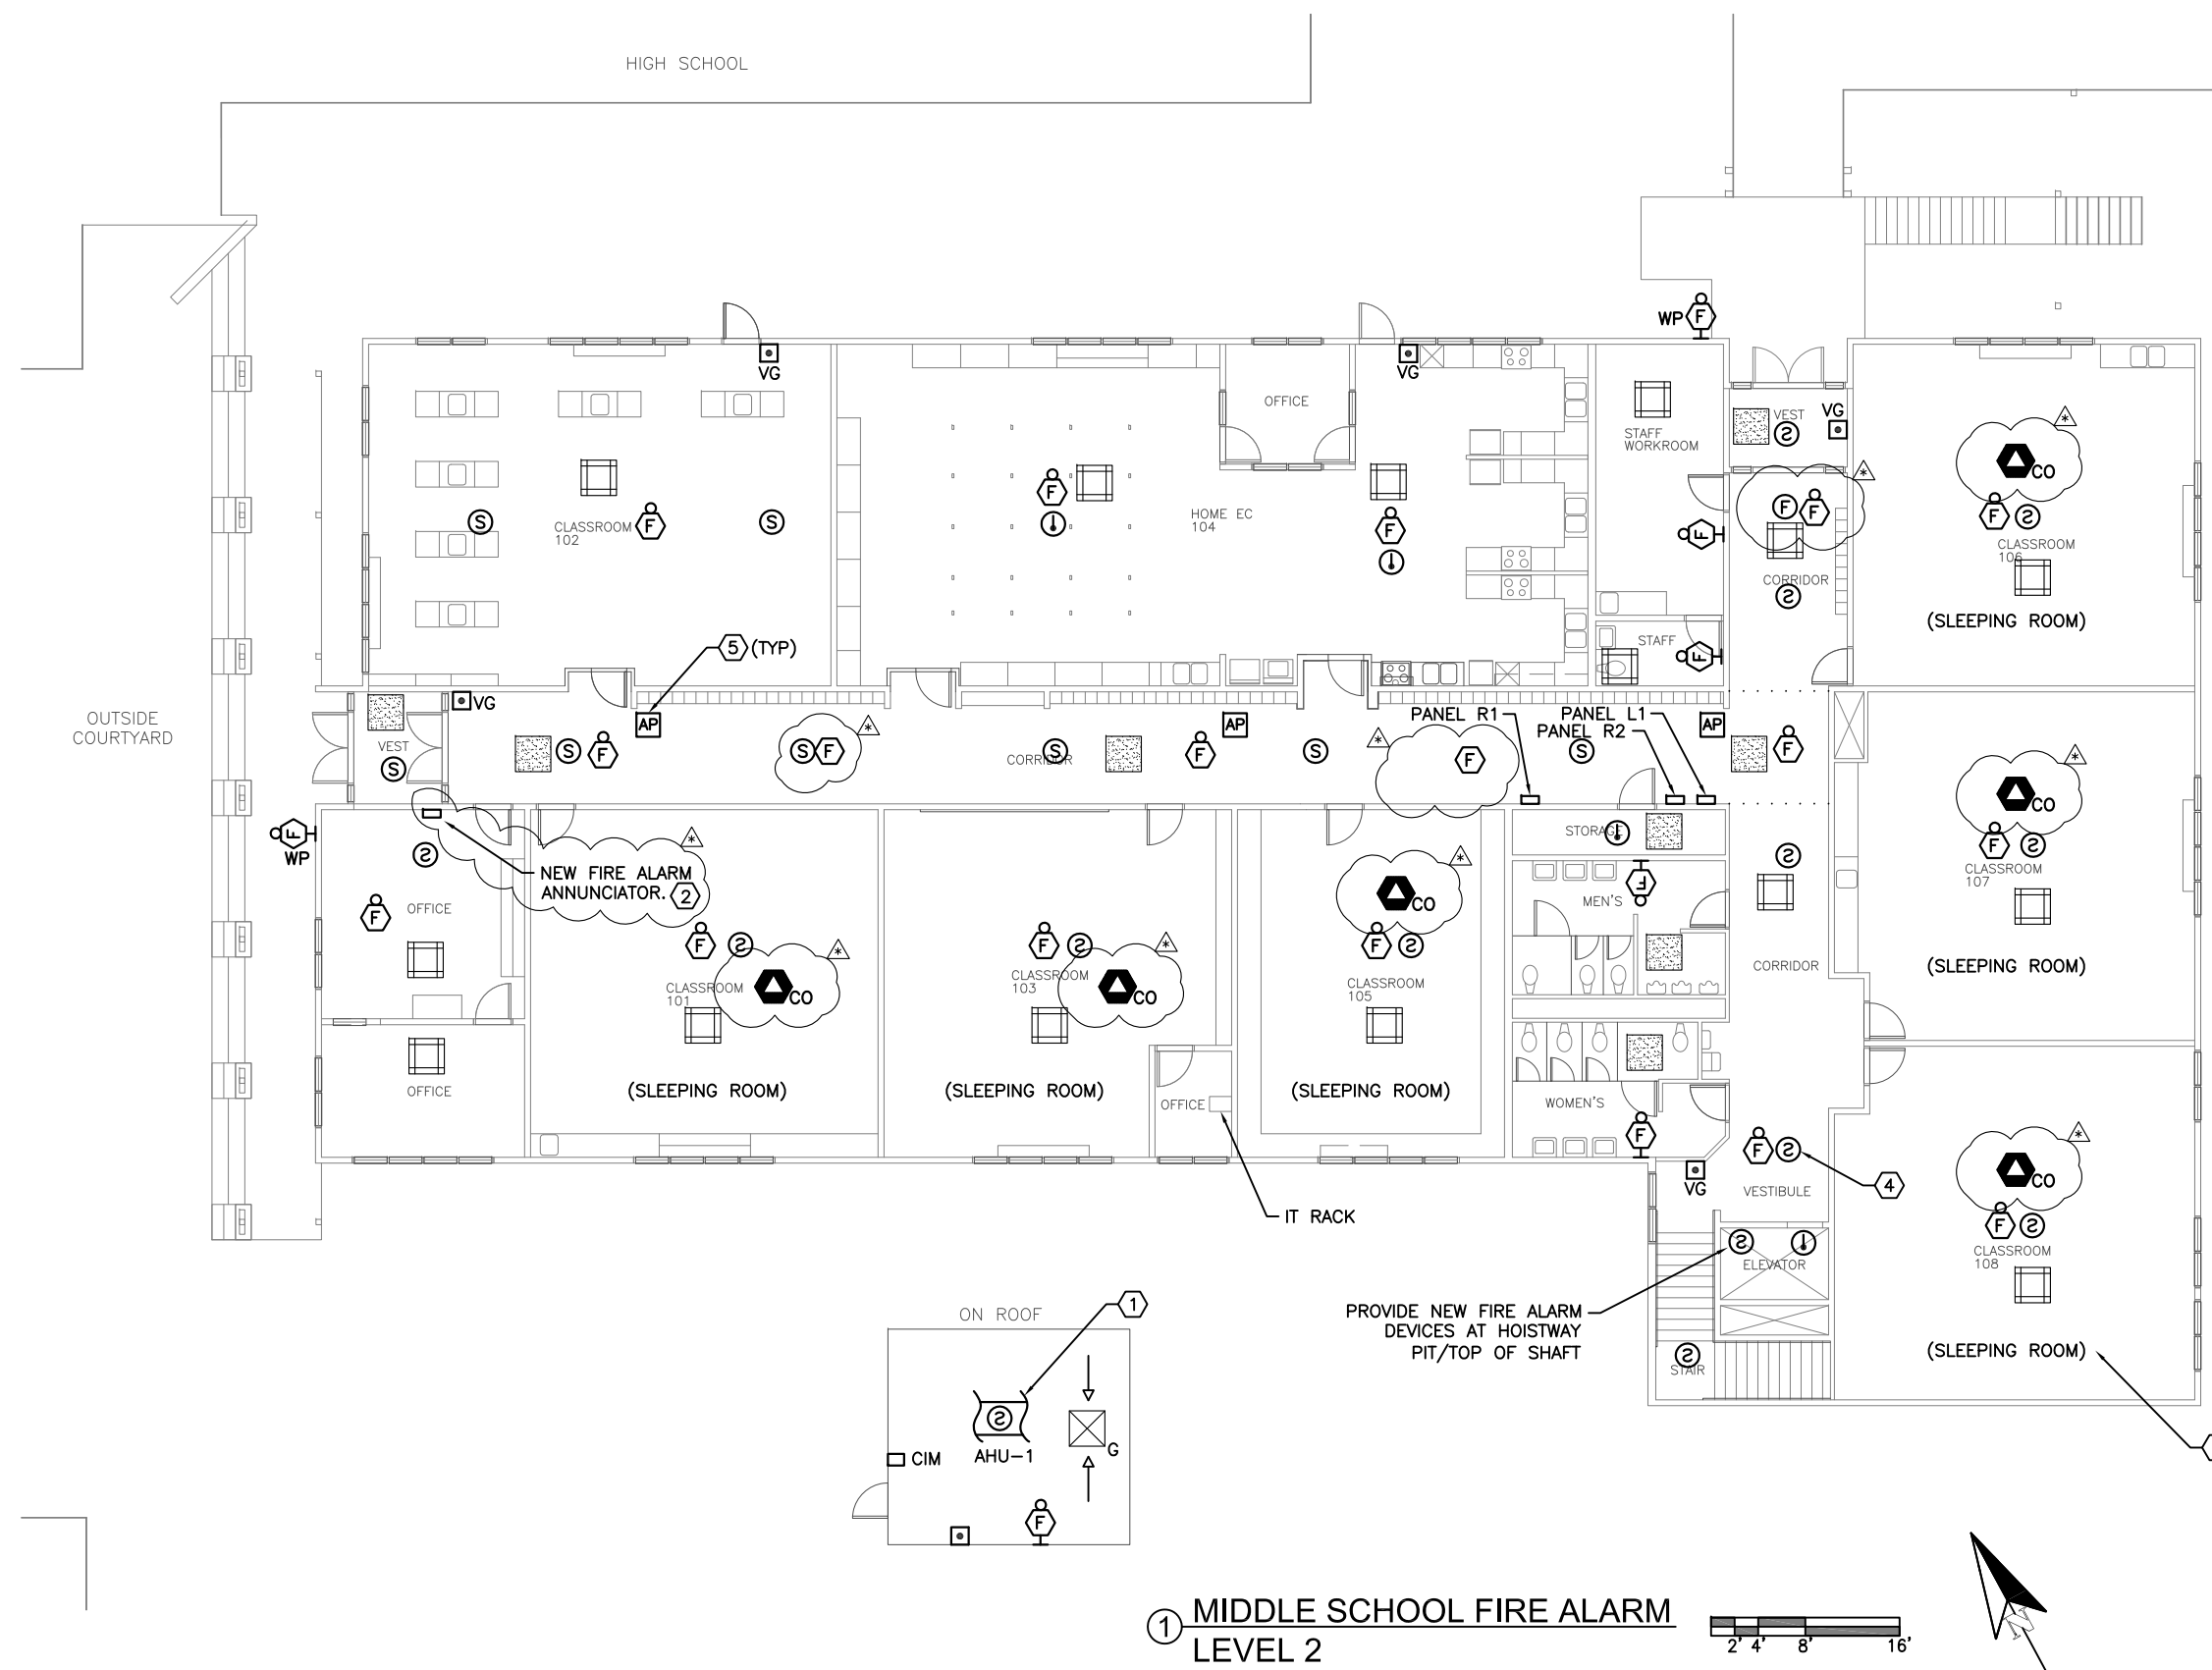 HIGH SCHOOL
WP
F
VG
VG
OFFICE
STAFF
WORKROOM
VEST
VG
S
*
CO
F
S
CLASSROOM
106
(SLEEPING ROOM)
*
F
F
CORRIDOR
S
F
S
CLASSROOM
102
F
S
F
HOME EC
104
F
STAFF
F
5
(TYP)
OUTSIDE
COURTYARD
VG
VEST
S
AP
S
F
*
S
F
CORRIDOR
S
AP
F
S
*
F
PANEL R1
PANEL L1
PANEL R2
S
AP
F
*
CO
F
S
CLASSROOM
107
(SLEEPING ROOM)
F
WP
S
NEW FIRE ALARM
ANNUNCIATOR.
2
*
F
OFFICE
OFFICE
F
S
*
CO
CLASSROOM
101
(SLEEPING ROOM)
F
S
*
CO
CLASSROOM
103
(SLEEPING ROOM)
OFFICE
IT RACK
*
CO
F
S
CLASSROOM
105
(SLEEPING ROOM)
STORAGE
MEN'S
F
S
CORRIDOR
WOMEN'S
F
VG
F
S
4
VESTIBULE
S
ELEVATOR
PROVIDE NEW FIRE ALARM
DEVICES AT HOISTWAY
PIT/TOP OF SHAFT
S
STAIR
*
CO
F
S
CLASSROOM
108
(SLEEPING ROOM)
ON ROOF
1
S
AHU-1
CIM
G
F
1
MIDDLE SCHOOL FIRE ALARM
LEVEL 2
2' 4' 8' 16'
N